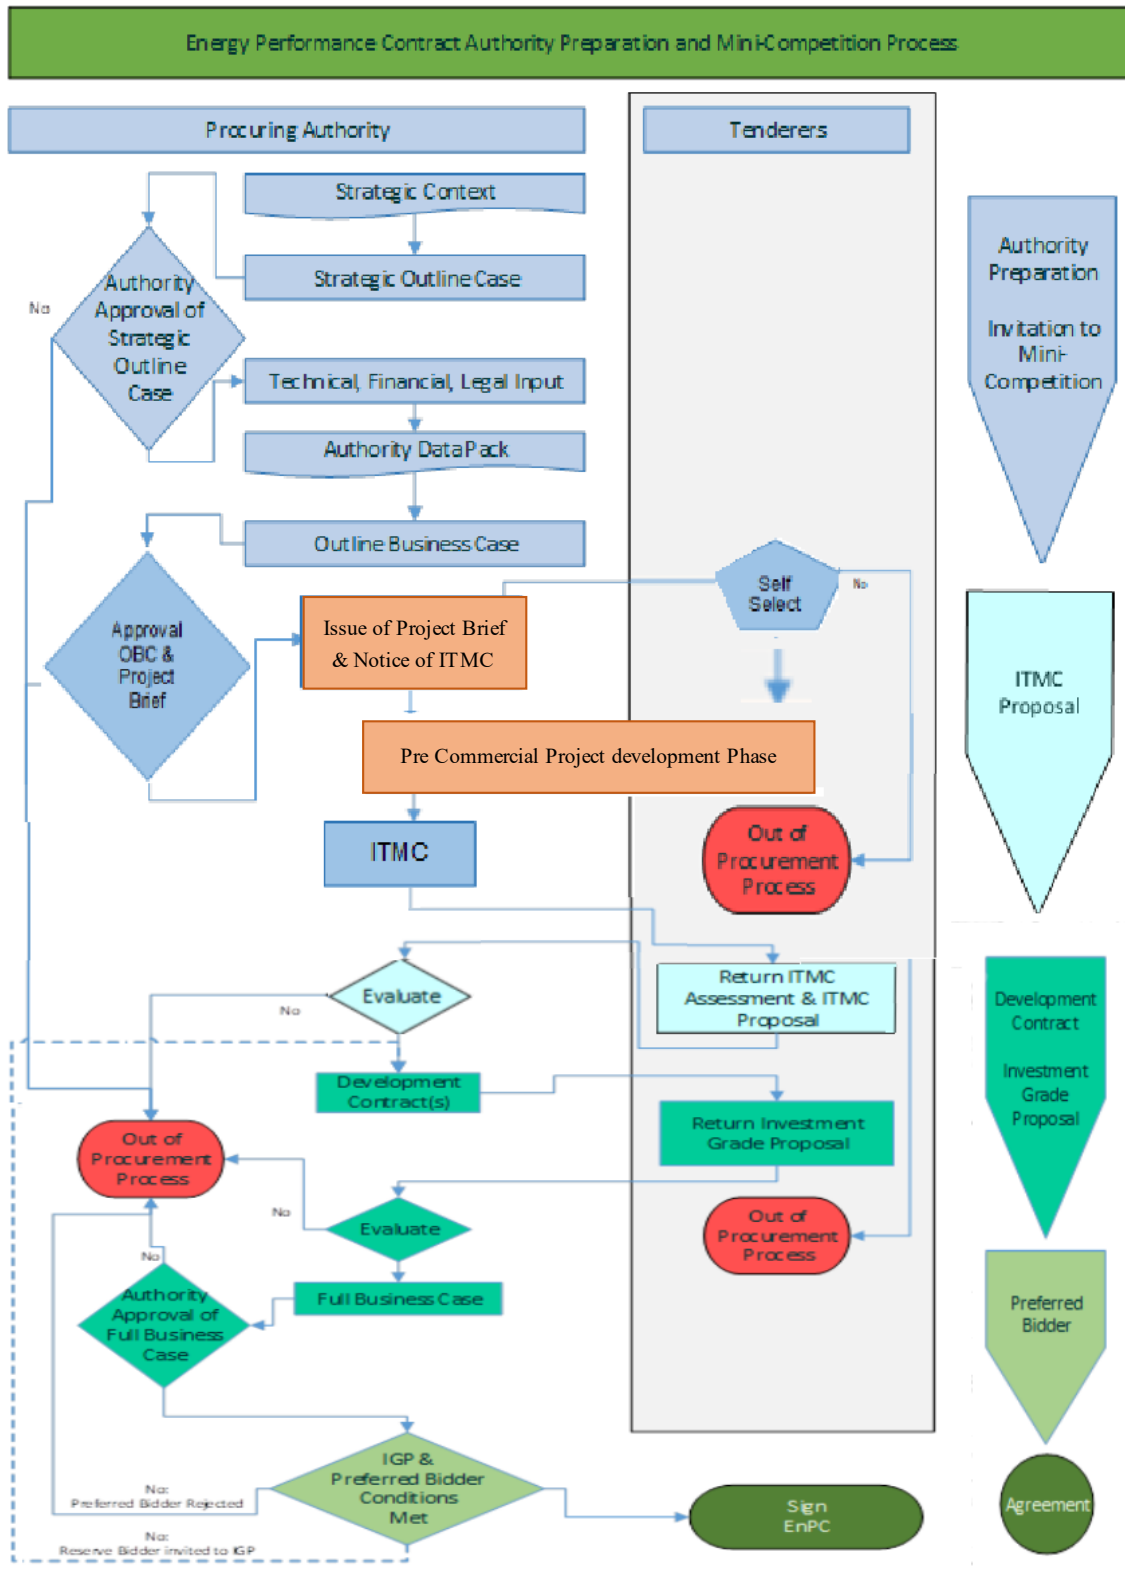 Energy Performance Contract Authority Preparation and Mini-Competition Process
Procuring Authority
Tenderers
Strategic Context
Strategic Outline Case
Authority
Approval of
Strategic
Outline
Case
No
Technical, Financial, Legal Input
Authority Data Pack
Outline Business Case
Approval
OBC &
Project
Brief
Issue of Project Brief
& Notice of ITMC
Self
Select
No
Pre Commercial Project development Phase
ITMC
Out of
Procurement
Process
Evaluate
No
Return ITMC
Assessment & ITMC
Proposal
Development
Contract(s)
Return Investment
Grade Proposal
Out of
Procurement
Process
No
Evaluate
Out of
Procurement
Process
No
Full Business Case
Authority
Approval of
Full Business
Case
IGP &
Preferred Bidder
Conditions
Met
No:
Preferred Bidder Rejected
No:
Reserve Bidder invited to IGP
Sign
EnPC
Authority
Preparation
Invitation to
Mini-
Competition
ITMC
Proposal
Development
Contract
Investment
Grade
Proposal
Preferred
Bidder
Agreement